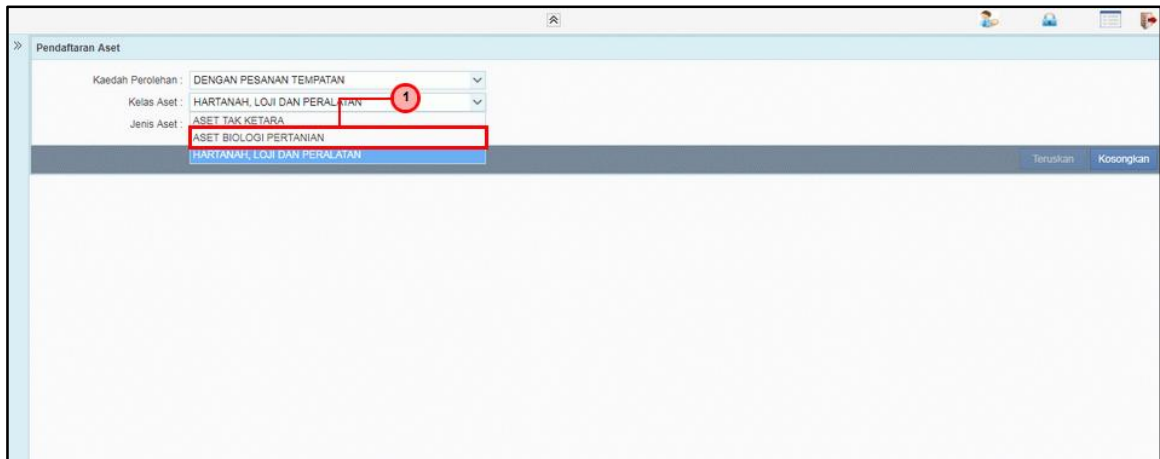 Pendaftaran Aset
Kaedah Perolehan : DENGAN PESANAN TEMPATAN
Kelas Aset : HARTANAH, LOJI DAN PERALATAN
1
Jenis Aset : ASET TAK KETARA
ASET BIOLOGI PERTANIAN
HARTANAH, LOJI DAN PERALATAN
Teruskan Kosongkan